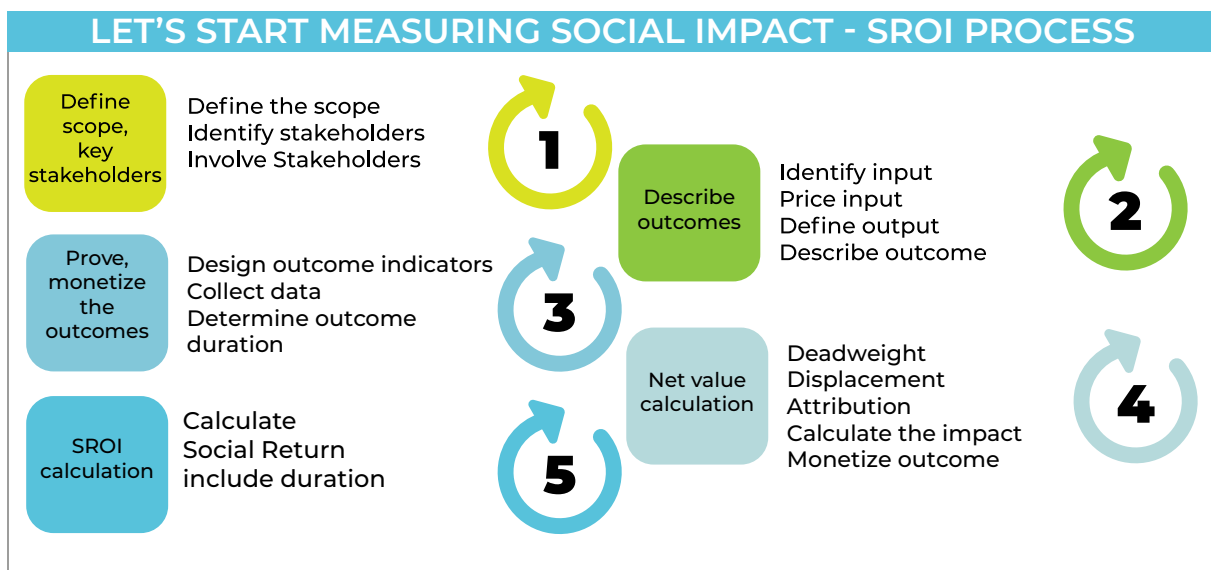 LET'S START MEASURING SOCIAL IMPACT - SROI PROCESS
Define
scope,
key
stakeholders
Define the scope
Identify stakeholders
Involve Stakeholders
1
Describe
outcomes
Identify input
Price input
Define output
Describe outcome
2
Prove,
monetize
the
outcomes
Design outcome indicators
Collect data
Determine outcome
duration
3
Net value
calculation
Deadweight
Displacement
Attribution
Calculate the impact
Monetize outcome
4
SROI
calculation
Calculate
Social Return
include duration
5